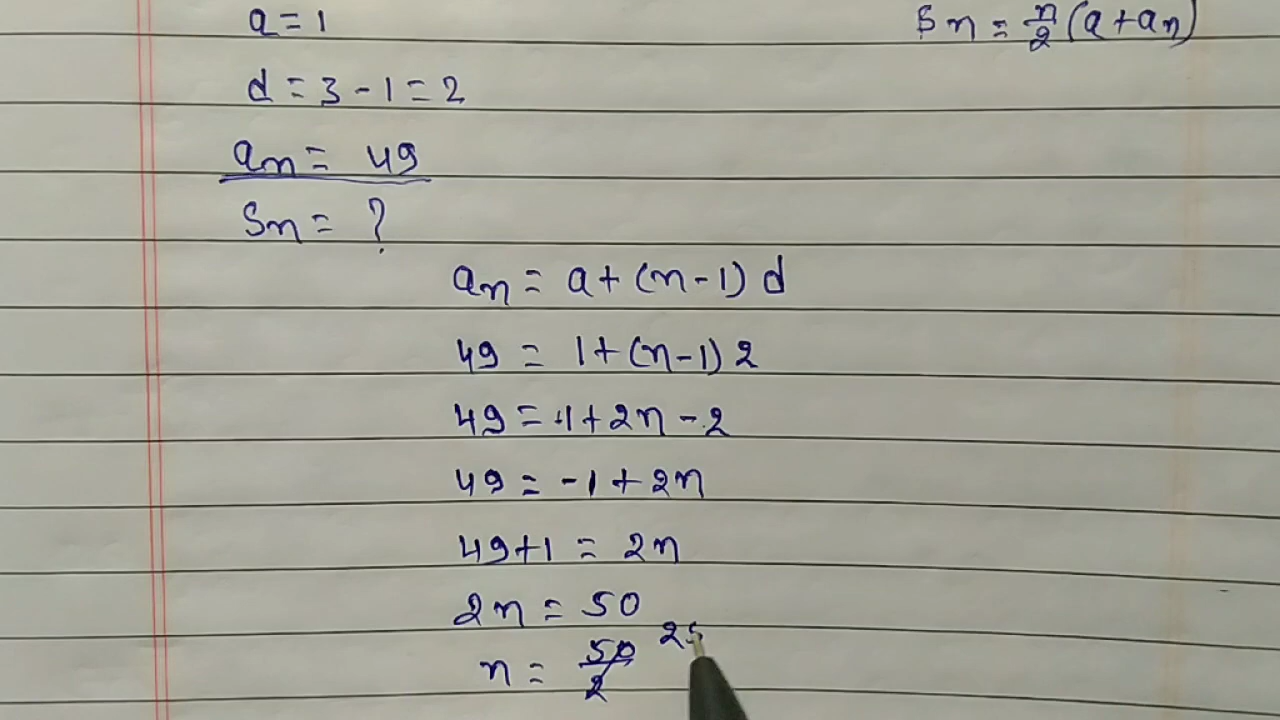 a = 1
Sn = n/2 (a + an)
d = 3 - 1 = 2
an = 49
Sn = ?
an = a + (n - 1) d
49 = 1 + (n - 1) 2
49 = +1 + 2n - 2
49 = -1 + 2n
49 + 1 = 2n
2n = 50
n = 50/2 25